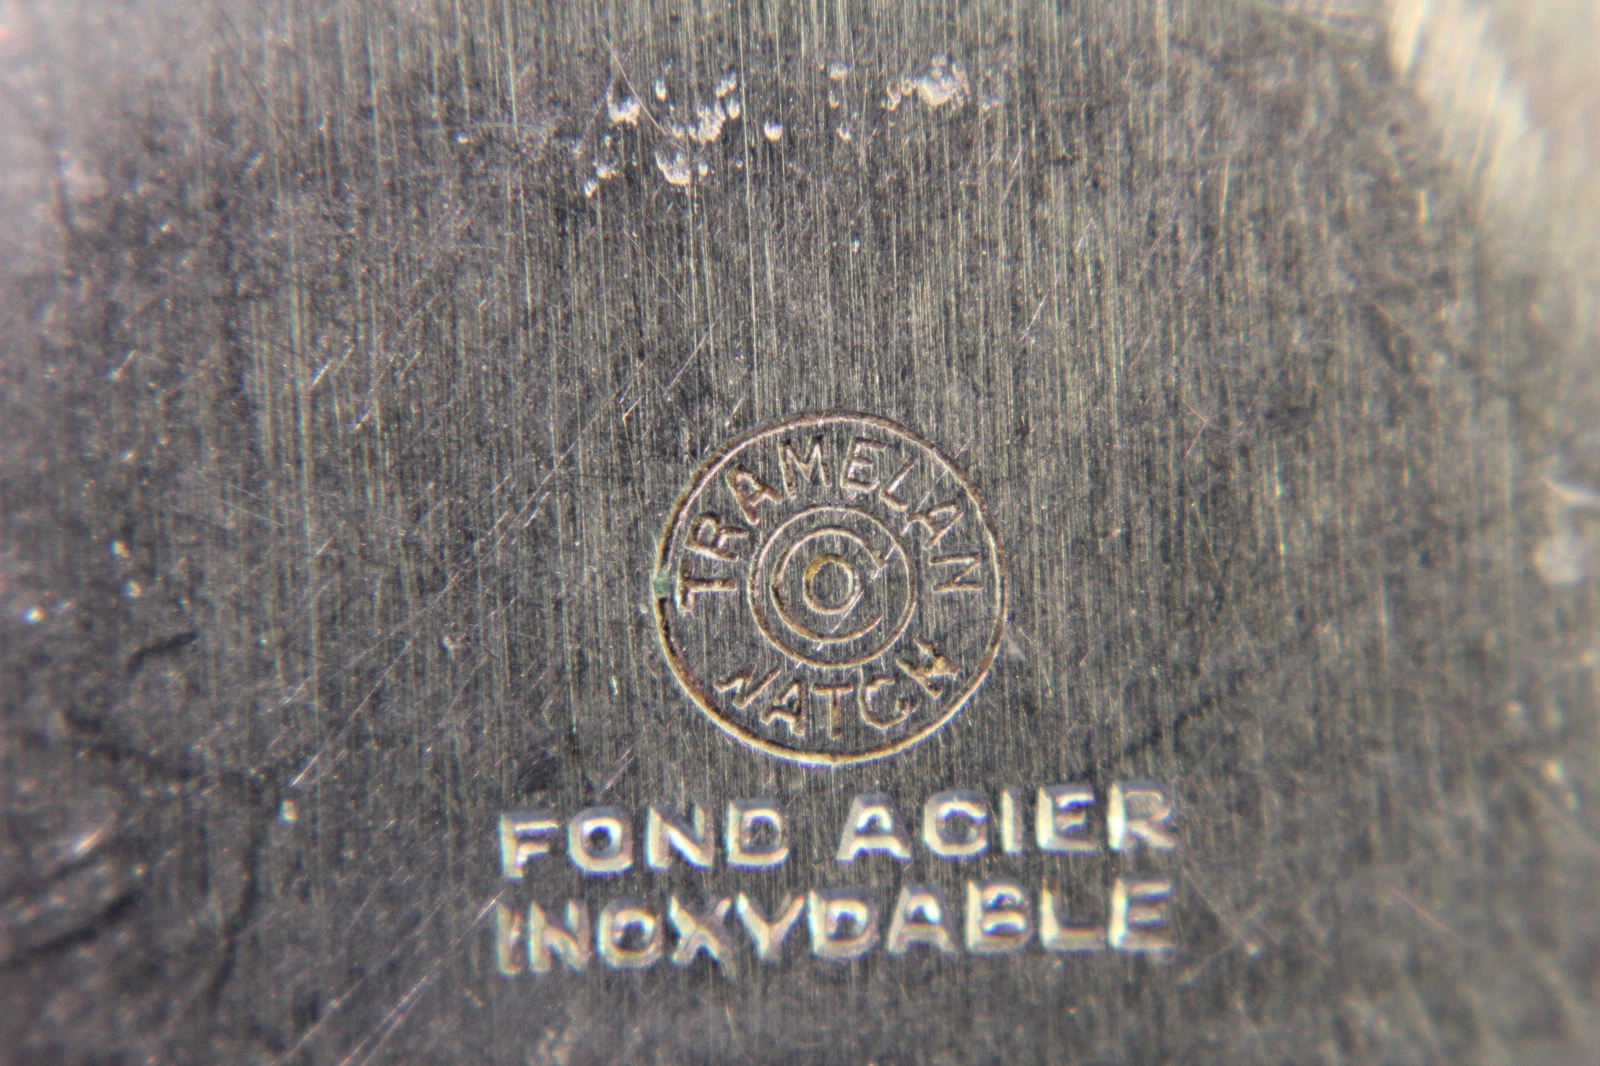 TRAMELAN
WATCH
FOND ACIER
INOXYDABLE